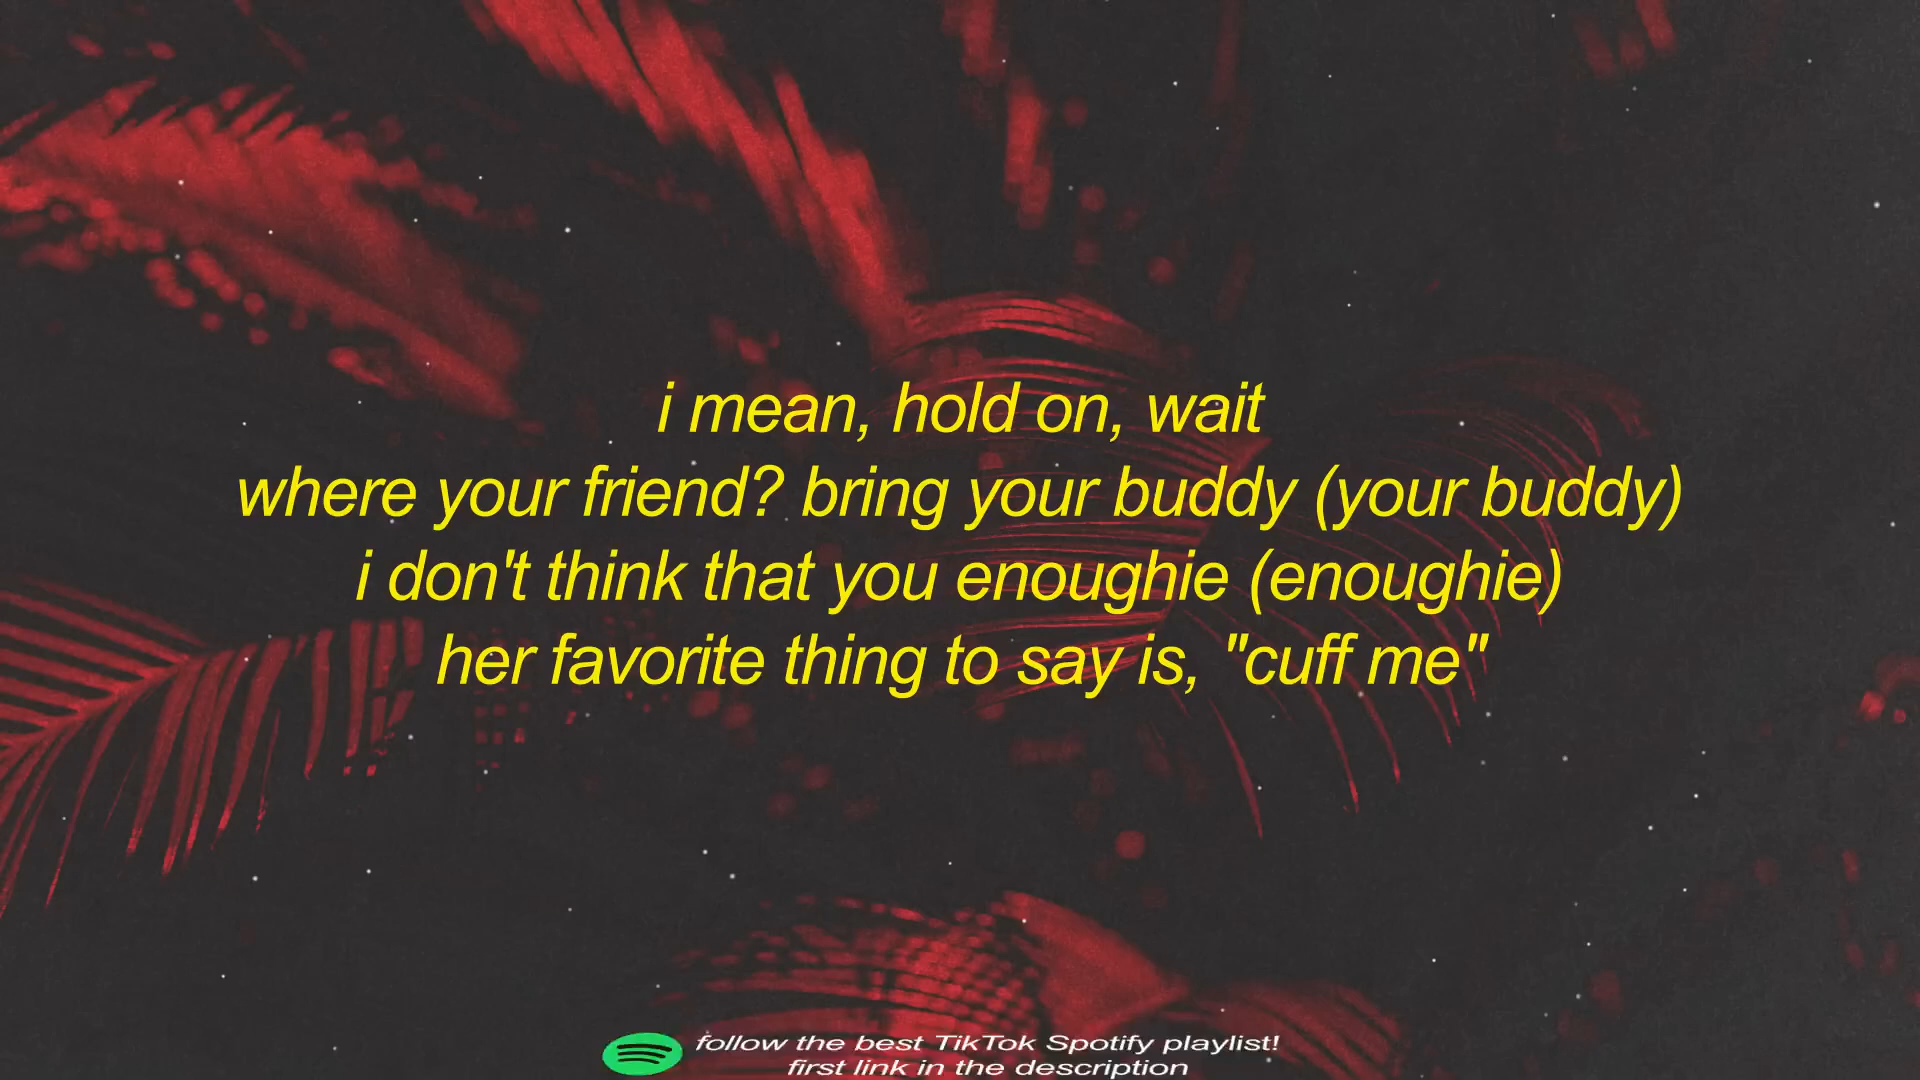 i mean, hold on, wait
where your friend? bring your buddy (your buddy)
i don't think that you enoughie (enoughie)
her favorite thing to say is, "cuff me"
follow the best TikTok Spotify playlist!
first link in the description